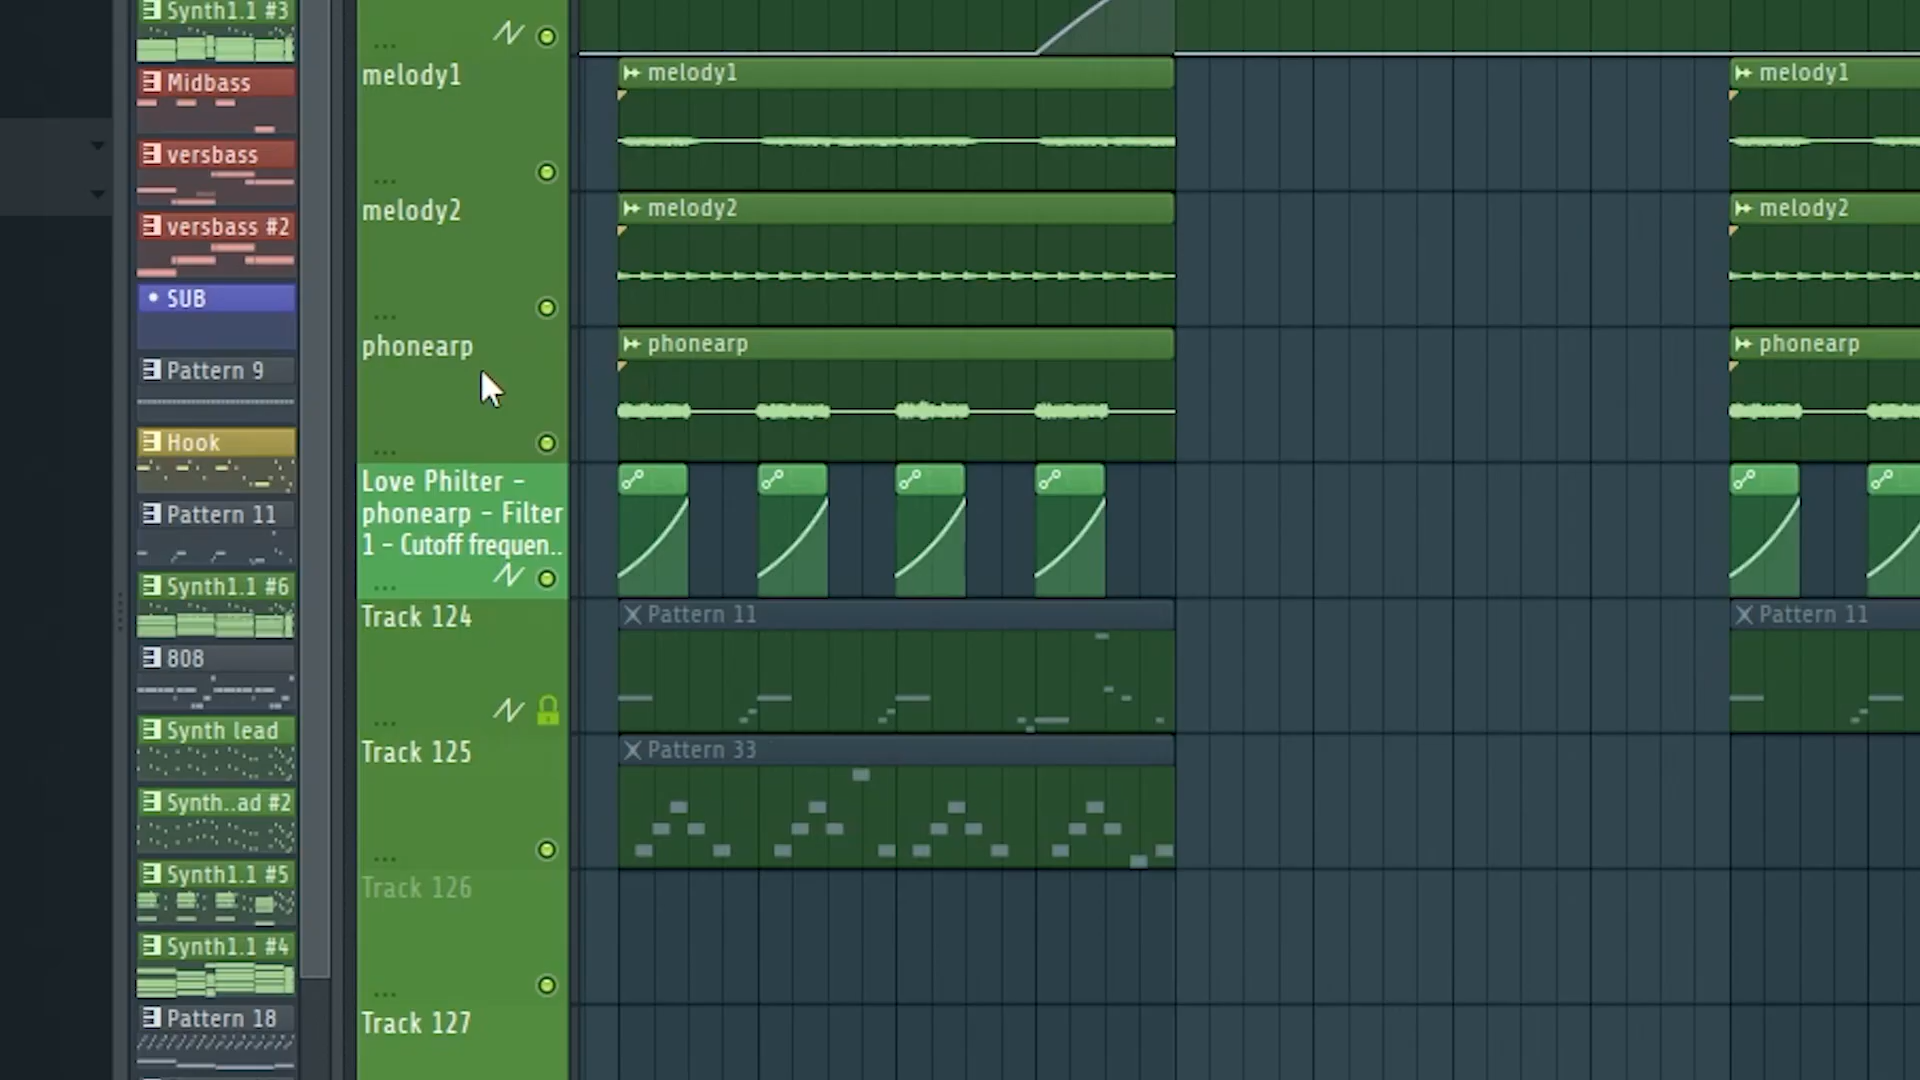 Synth1.1 #3
Midbass
versbass
versbass #2
SUB
Pattern 9
Hook
Pattern 11
Synth1.1 #6
808
Synth lead
Synth..ad #2
Synth1.1 #5
Synth1.1 #4
Pattern 18
melody1
melody2
phonearp
Love Philter -
phonearp - Filter
1 - Cutoff frequen..
Track 124
Track 125
Track 126
Track 127
melody1
melody1
melody2
melody2
phonearp
phonearp
Pattern 11
Pattern 11
Pattern 33